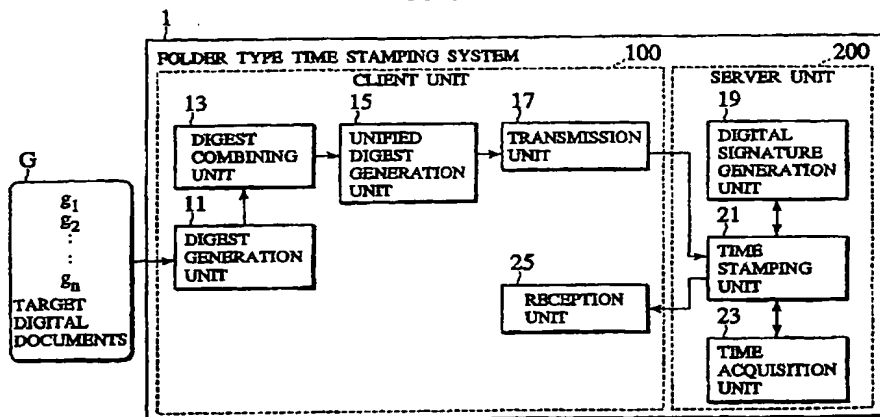 1
FOLDER TYPE TIME STAMPING SYSTEM
100
200
CLIENT UNIT
SERVER UNIT
13
DIGEST
COMBINING
UNIT
15
UNIFIED
DIGEST
GENERATION
UNIT
17
TRANSMISSION
UNIT
19
DIGITAL
SIGNATURE
GENERATION
UNIT
G
g1
g2
:
:
gn
TARGET
DIGITAL
DOCUMENTS
11
DIGEST
GENERATION
UNIT
25
RECEPTION
UNIT
21
TIME
STAMPING
UNIT
23
TIME
ACQUISITION
UNIT